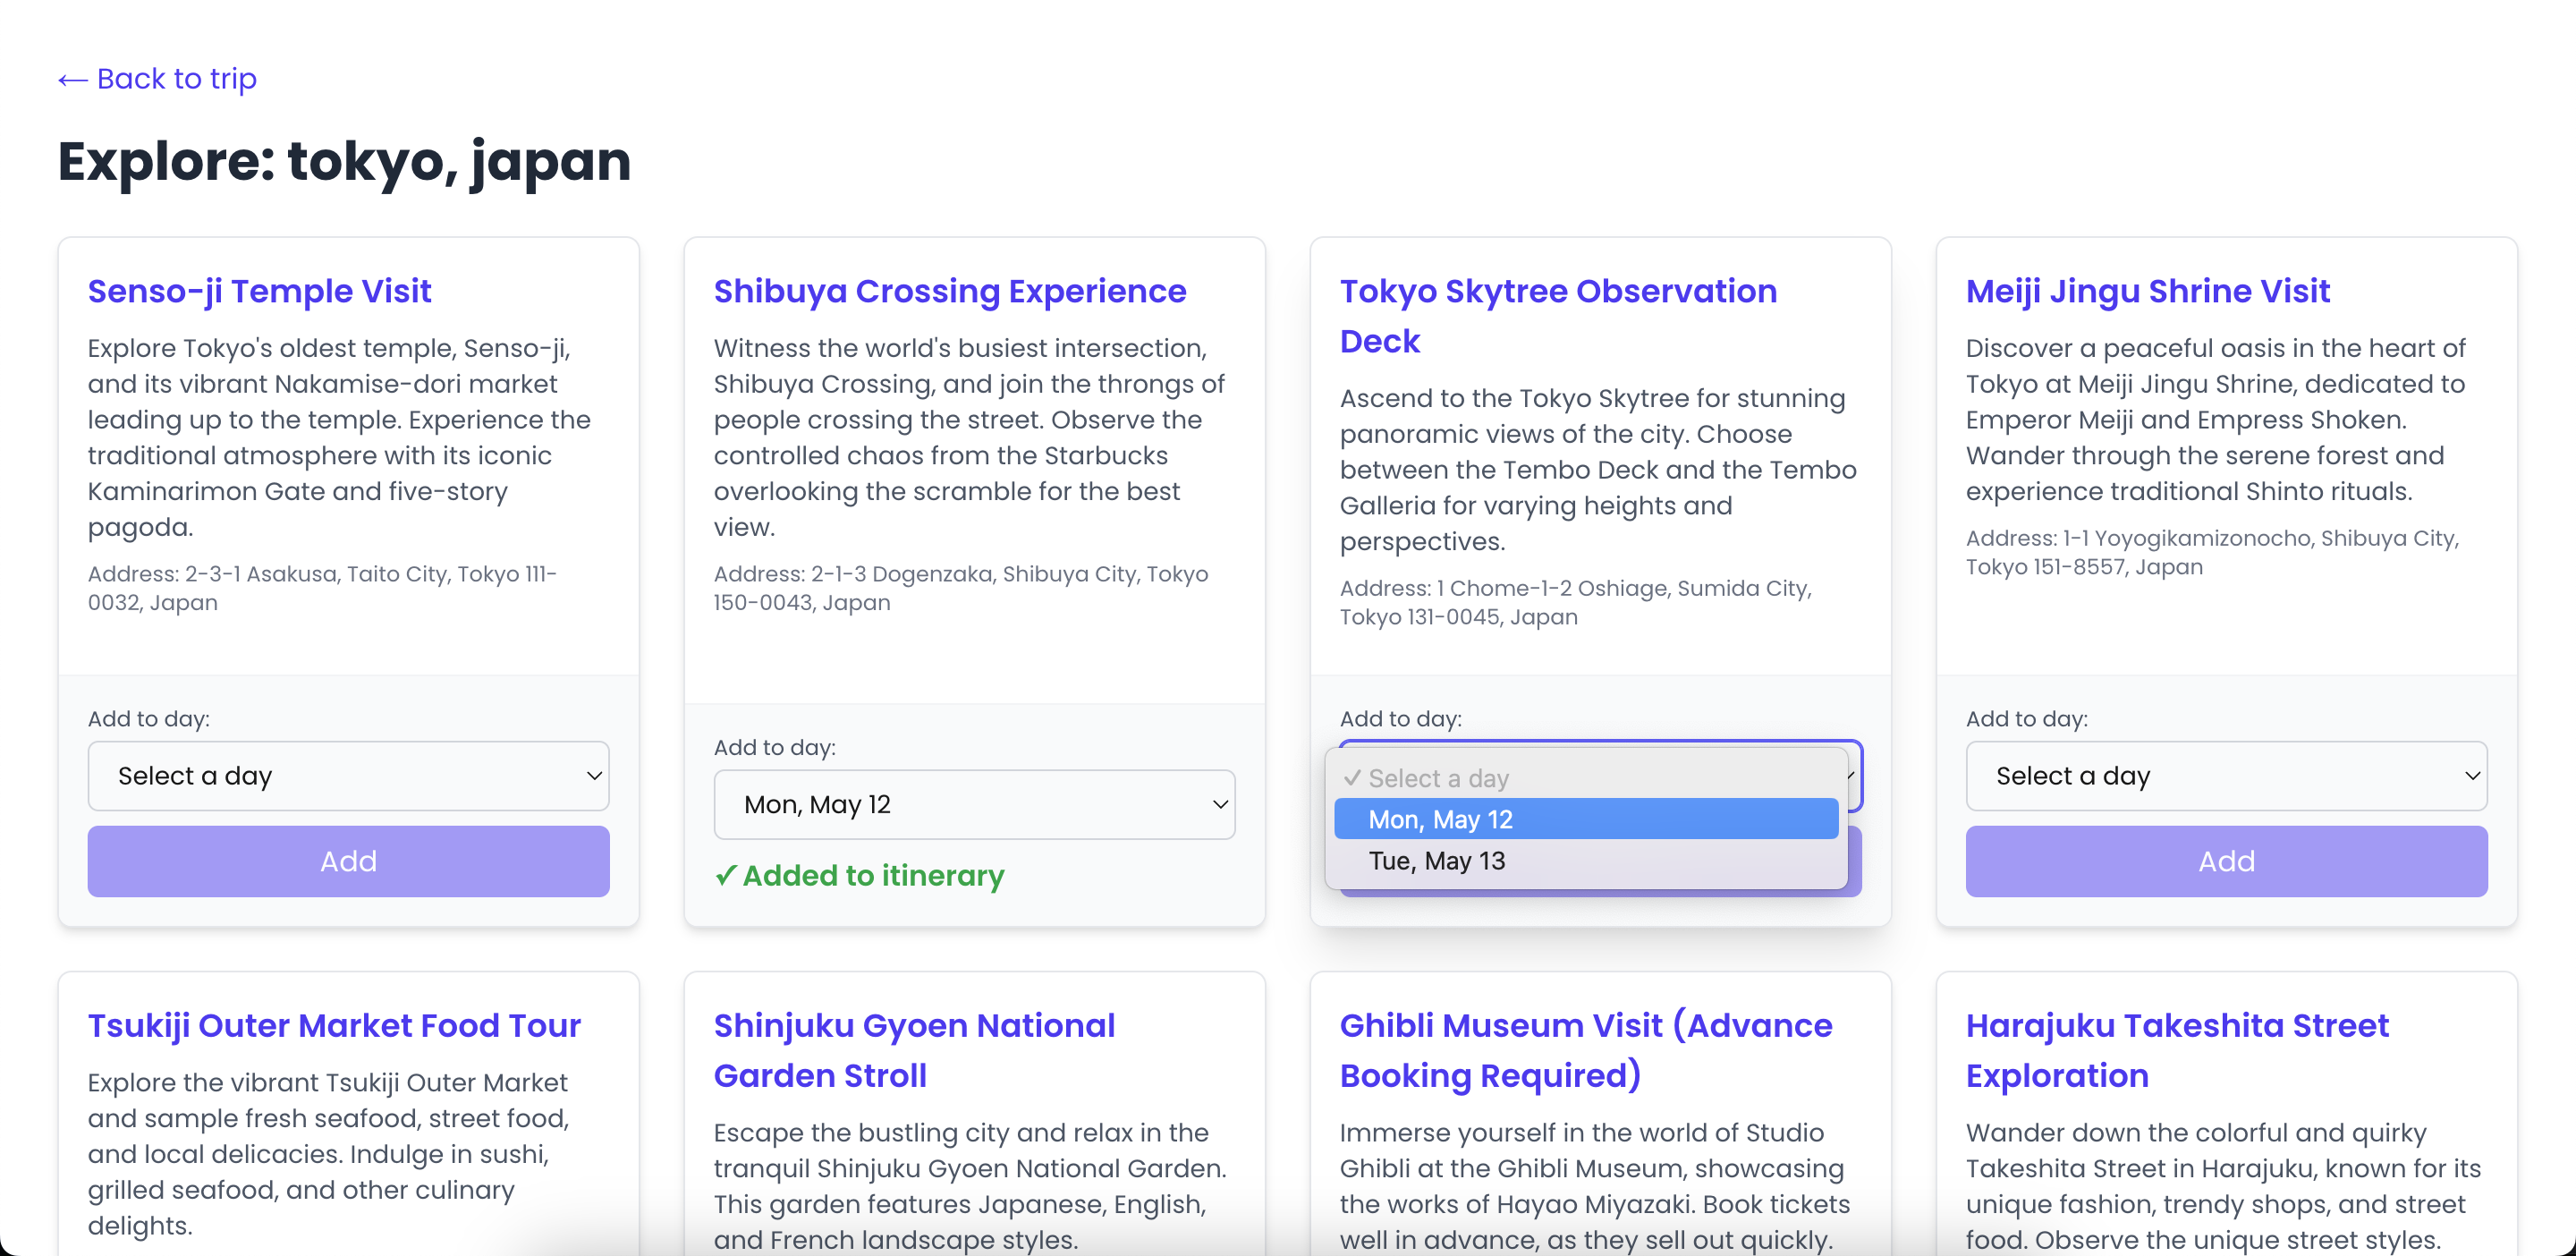 ← Back to trip
Explore: tokyo, japan
Senso-ji Temple Visit
Explore Tokyo's oldest temple, Senso-ji,
and its vibrant Nakamise-dori market
leading up to the temple. Experience the
traditional atmosphere with its iconic
Kaminarimon Gate and five-story
pagoda.
Address: 2-3-1 Asakusa, Taito City, Tokyo 111-
0032, Japan
Add to day:
Select a day
Add
Shibuya Crossing Experience
Witness the world's busiest intersection,
Shibuya Crossing, and join the throngs of
people crossing the street. Observe the
controlled chaos from the Starbucks
overlooking the scramble for the best
view.
Address: 2-1-3 Dogenzaka, Shibuya City, Tokyo
150-0043, Japan
Add to day:
Mon, May 12
✓ Added to itinerary
Tokyo Skytree Observation
Deck
Ascend to the Tokyo Skytree for stunning
panoramic views of the city. Choose
between the Tembo Deck and the Tembo
Galleria for varying heights and
perspectives.
Address: 1 Chome-1-2 Oshiage, Sumida City,
Tokyo 131-0045, Japan
Add to day:
✓ Select a day
Mon, May 12
Tue, May 13
Meiji Jingu Shrine Visit
Discover a peaceful oasis in the heart of
Tokyo at Meiji Jingu Shrine, dedicated to
Emperor Meiji and Empress Shoken.
Wander through the serene forest and
experience traditional Shinto rituals.
Address: 1-1 Yoyogikamizonocho, Shibuya City,
Tokyo 151-8557, Japan
Add to day:
Select a day
Add
Tsukiji Outer Market Food Tour
Explore the vibrant Tsukiji Outer Market
and sample fresh seafood, street food,
and local delicacies. Indulge in sushi,
grilled seafood, and other culinary
delights.
Shinjuku Gyoen National
Garden Stroll
Escape the bustling city and relax in the
tranquil Shinjuku Gyoen National Garden.
This garden features Japanese, English,
and French landscape styles.
Ghibli Museum Visit (Advance
Booking Required)
Immerse yourself in the world of Studio
Ghibli at the Ghibli Museum, showcasing
the works of Hayao Miyazaki. Book tickets
well in advance, as they sell out quickly.
Harajuku Takeshita Street
Exploration
Wander down the colorful and quirky
Takeshita Street in Harajuku, known for its
unique fashion, trendy shops, and street
food. Observe the unique street styles.